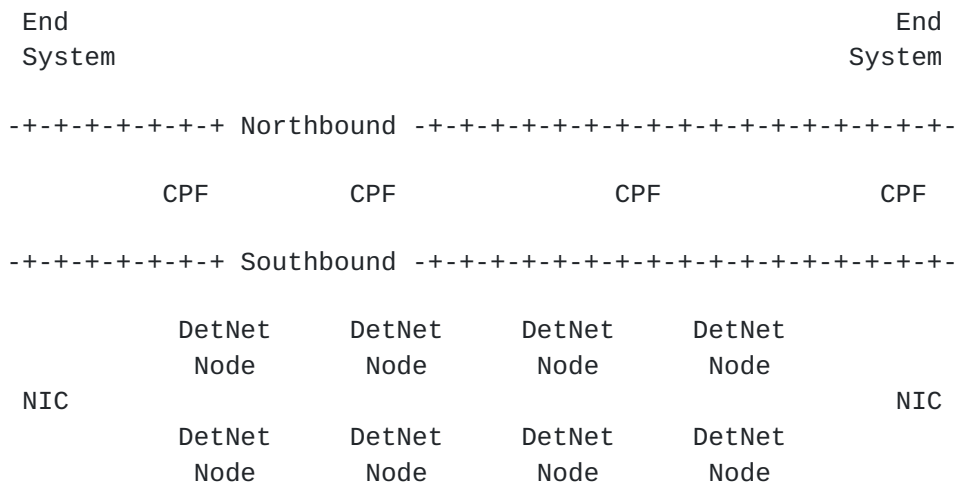 End                                                     End
System                                               System
-+-+-+-+-+-+-+ Northbound -+-+-+-+-+-+-+-+-+-+-+-+-+-+-+-+-+-
CPF         CPF              CPF              CPF
-+-+-+-+-+-+-+ Southbound -+-+-+-+-+-+-+-+-+-+-+-+-+-+-+-+-+-
DetNet     DetNet     DetNet     DetNet
Node       Node       Node       Node
NIC                                                     NIC
DetNet     DetNet     DetNet     DetNet
Node       Node       Node       Node